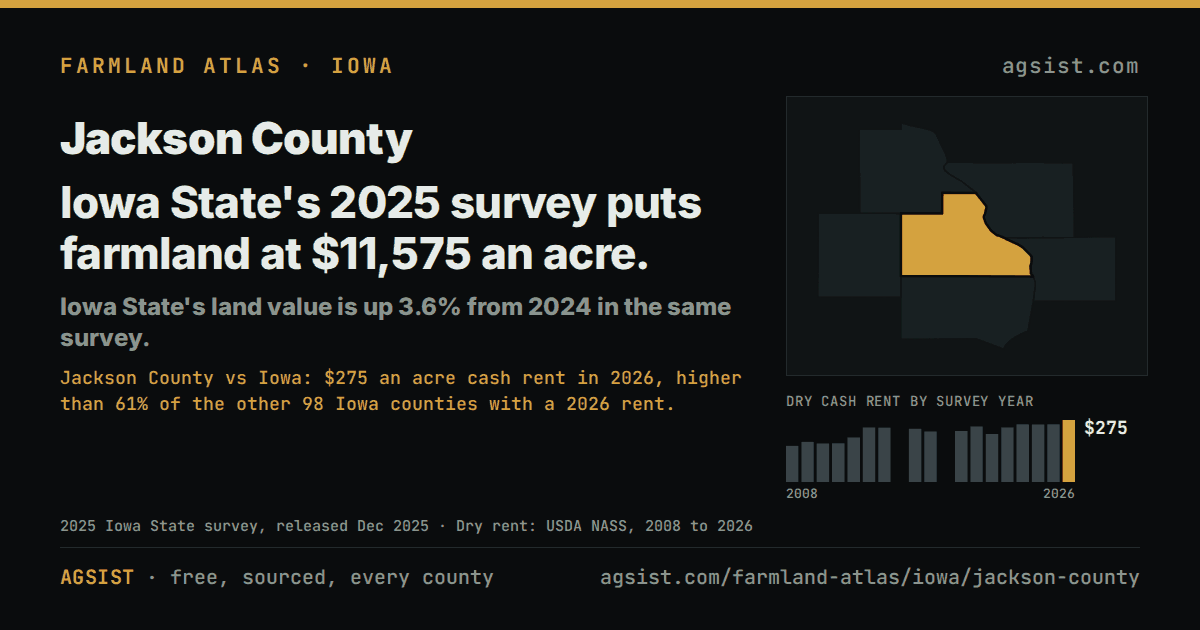 FARMLAND ATLAS · IOWA
agsist.com
Jackson County
Iowa State's 2025 survey puts
farmland at $11,575 an acre.
Iowa State's land value is up 3.6% from 2024 in the same
survey.
Jackson County vs Iowa: $275 an acre cash rent in 2026, higher
than 61% of the other 98 Iowa counties with a 2026 rent.
DRY CASH RENT BY SURVEY YEAR
$275
2008
2026
2025 Iowa State survey, released Dec 2025 · Dry rent: USDA NASS, 2008 to 2026
AGSIST · free, sourced, every county
agsist.com/farmland-atlas/iowa/jackson-county